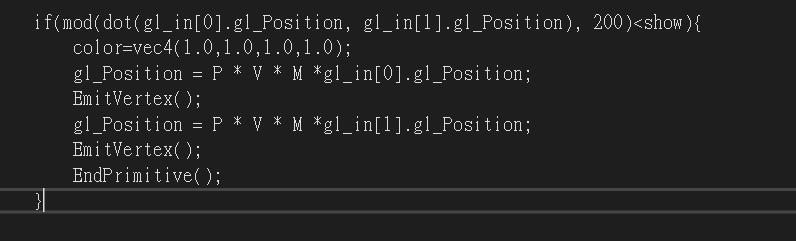 if(mod(dot(gl_in[0].gl_Position, gl_in[1].gl_Position), 200)<show){
color=vec4(1.0,1.0,1.0,1.0);
gl_Position = P * V * M *gl_in[0].gl_Position;
EmitVertex();
gl_Position = P * V * M *gl_in[1].gl_Position;
EmitVertex();
EndPrimitive();
}